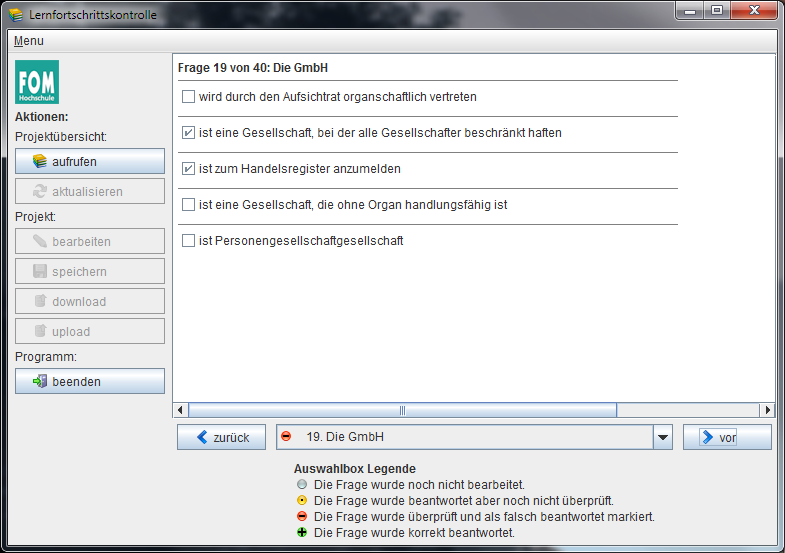 Lernfortschrittskontrolle
Menu
FOM
Hochschule
Aktionen:
Projektübersicht:
aufrufen
aktualisieren
Projekt:
bearbeiten
speichern
download
upload
Programm:
beenden
Frage 19 von 40: Die GmbH
wird durch den Aufsichtrat organschaftlich vertreten
ist eine Gesellschaft, bei der alle Gesellschafter beschränkt haften
ist zum Handelsregister anzumelden
ist eine Gesellschaft, die ohne Organ handlungsfähig ist
ist Personengesellschaftgesellschaft
zurück
19. Die GmbH
vor
Auswahlbox Legende
Die Frage wurde noch nicht bearbeitet.
Die Frage wurde beantwortet aber noch nicht überprüft.
Die Frage wurde überprüft und als falsch beantwortet markiert.
Die Frage wurde korrekt beantwortet.